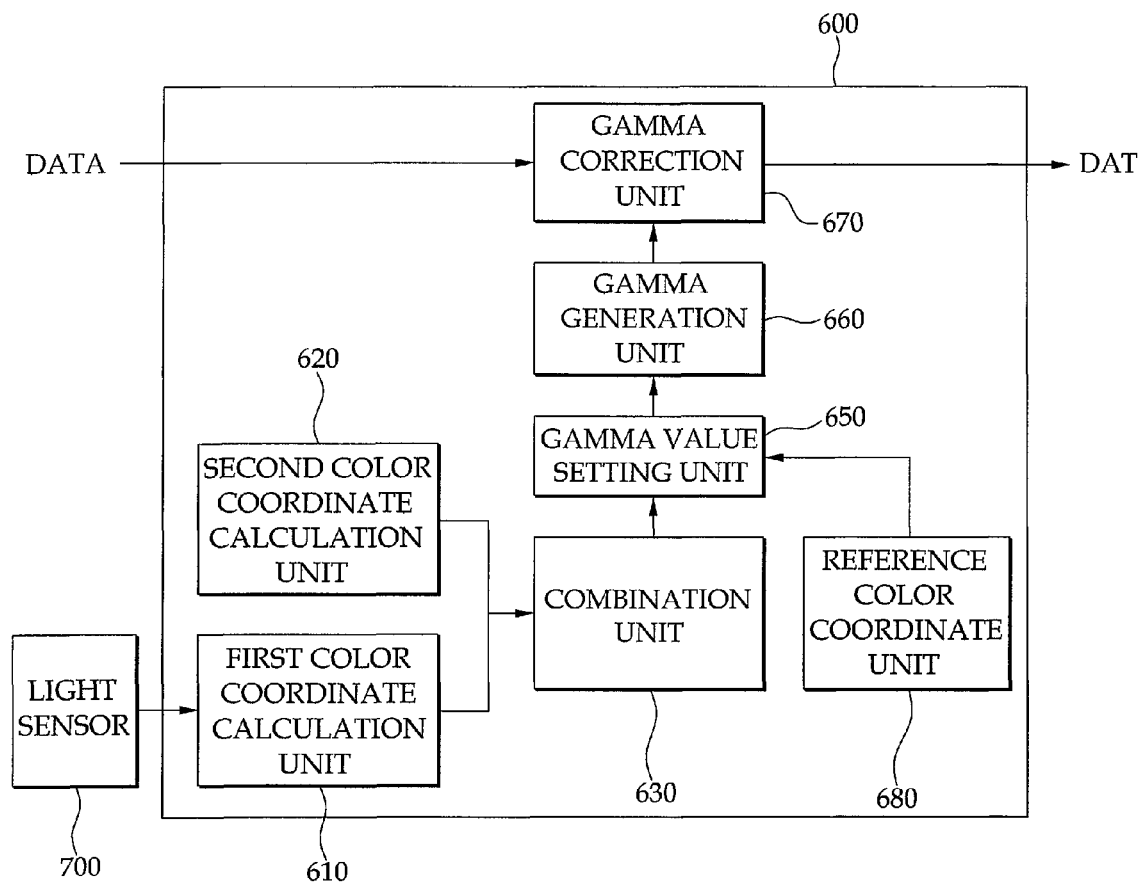 600
GAMMA
CORRECTION
UNIT
DATA
DAT
670
GAMMA
GENERATION
UNIT
660
620
650
GAMMA VALUE
SETTING UNIT
SECOND COLOR
COORDINATE
CALCULATION
UNIT
COMBINATION
UNIT
REFERENCE
COLOR
COORDINATE
UNIT
FIRST COLOR
COORDINATE
CALCULATION
UNIT
LIGHT
SENSOR
630
680
700
610